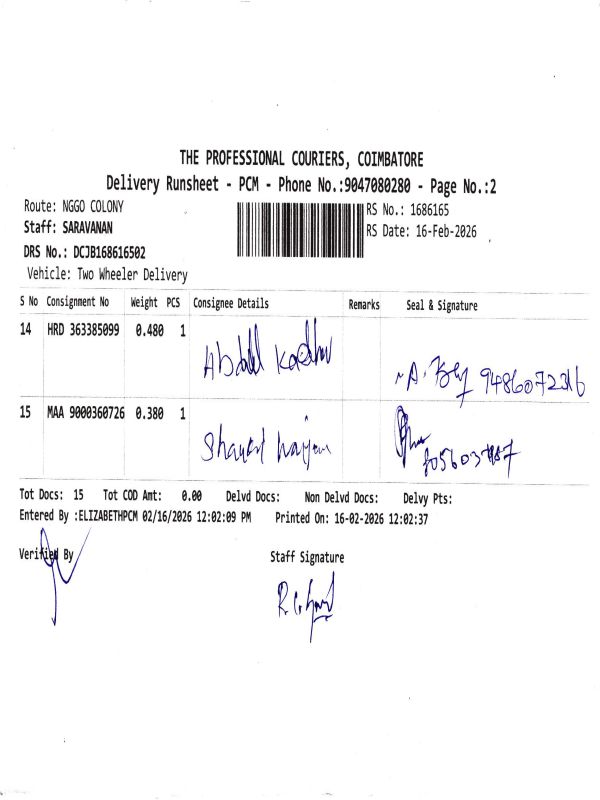 THE PROFESSIONAL COURIERS, COIMBATORE
Delivery Runsheet - PCM - Phone No.:9047080280 - Page No.:2
Route: NGGO COLONY RS No.: 1686165
Staff: SARAVANAN RS Date: 16-Feb-2026
DRS No.: DCJB168616502
Vehicle: Two Wheeler Delivery
S No Consignment No Weight PCS Consignee Details Remarks Seal & Signature
14 HRD 363385099 0.480 1 Abdul Kadhar
15 MAA 9000360726 0.380 1
Tot Docs: 15 Tot COD Amt: 0.00 Delvd Docs: Non Delvd Docs: Delvy Pts:
Entered By :ELIZABETHPCM 02/16/2026 12:02:09 PM Printed On: 16-02-2026 12:02:37
Verified By Staff Signature